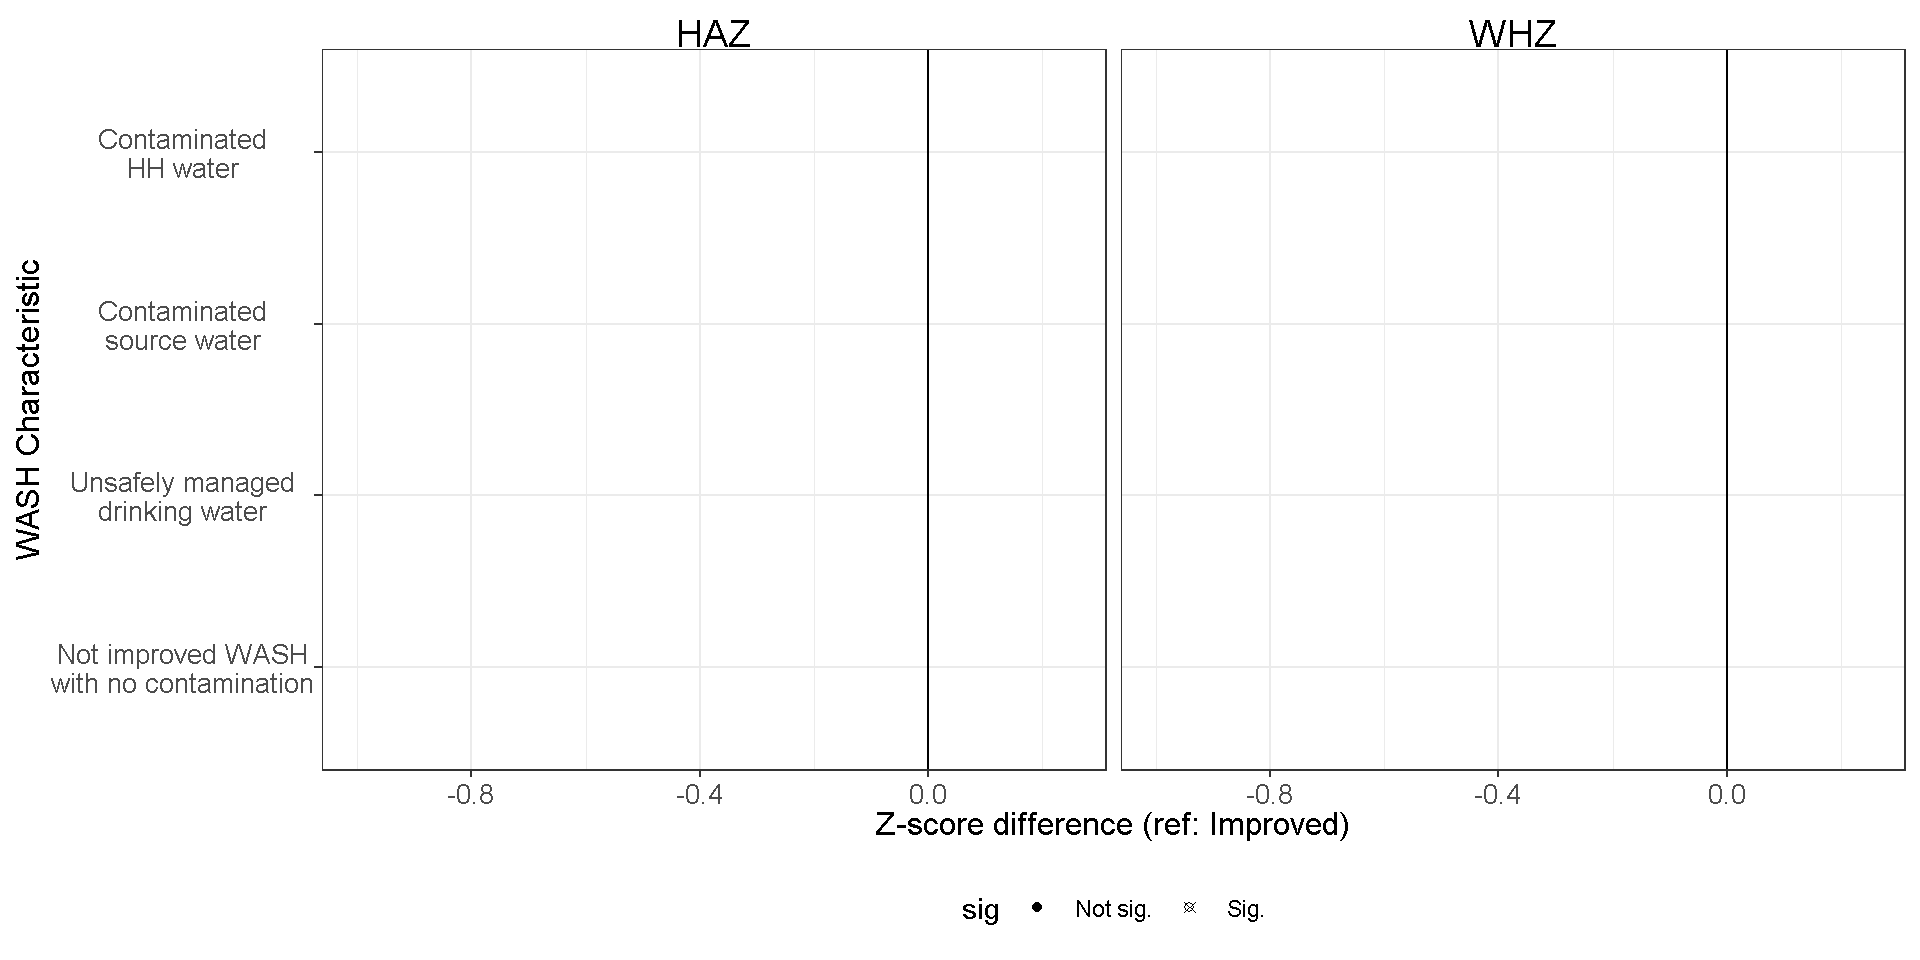 HAZ
WHZ
WASH Characteristic
Contaminated
HH water
Contaminated
source water
Unsafely managed
drinking water
Not improved WASH
with no contamination
-0.8
-0.4
0.0
-0.8
-0.4
0.0
Z-score difference (ref: Improved)
sig
Not sig.
Sig.